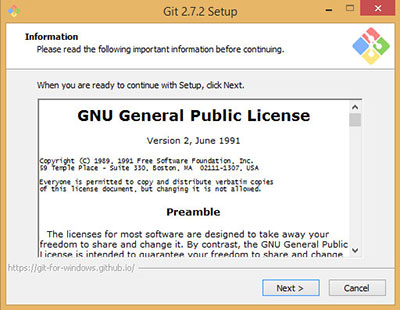 Git 2.7.2 Setup
Information
Please read the following important information before continuing.
When you are ready to continue with Setup, click Next.
GNU General Public License
Version 2, June 1991
Copyright (C) 1989, 1991 Free Software Foundation, Inc.
59 Temple Place - Suite 330, Boston, MA  02111-1307, USA
Everyone is permitted to copy and distribute verbatim copies
of this license document, but changing it is not allowed.
Preamble
The licenses for most software are designed to take away your
freedom to share and change it. By contrast, the GNU General Public
License is intended to guarantee your freedom to share and change
https://git-for-windows.github.io/
Next >
Cancel